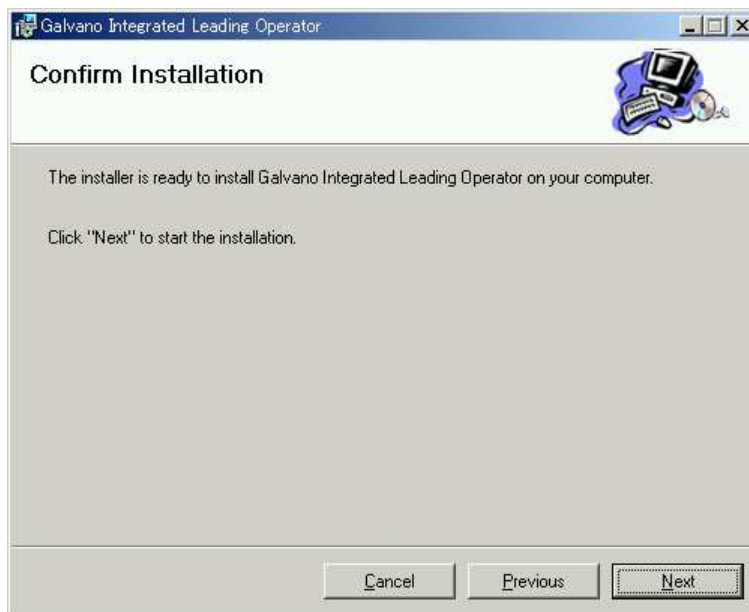 Galvano Integrated Leading Operator
Confirm Installation
The installer is ready to install Galvano Integrated Leading Operator on your computer.
Click "Next" to start the installation.
Cancel
Previous
Next